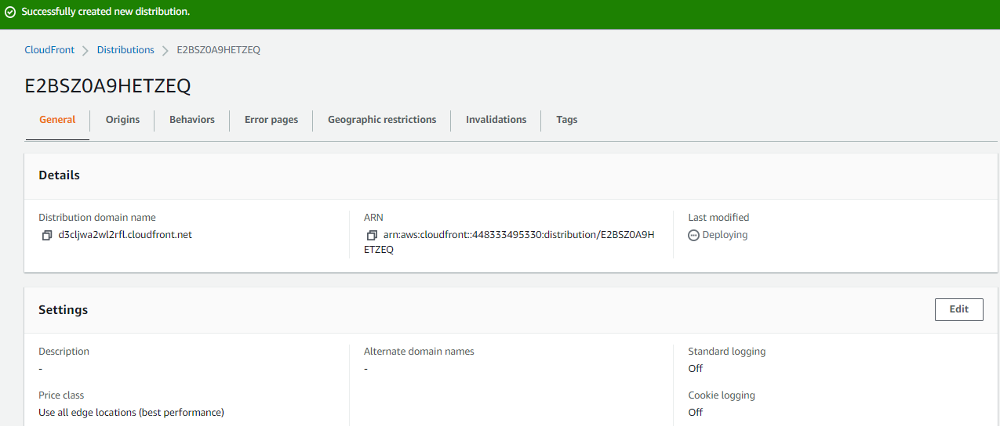 Successfully created new distribution.
CloudFront > Distributions > E2BSZ0A9HETZEQ
E2BSZ0A9HETZEQ
General Origins Behaviors Error pages Geographic restrictions Invalidations Tags
Details
Distribution domain name
d3cljwa2wl2rfl.cloudfront.net
ARN
arn:aws:cloudfront::448333495330:distribution/E2BSZ0A9H
ETZEQ
Last modified
Deploying
Settings
Edit
Description
-
Price class
Use all edge locations (best performance)
Alternate domain names
-
Standard logging
Off
Cookie logging
Off